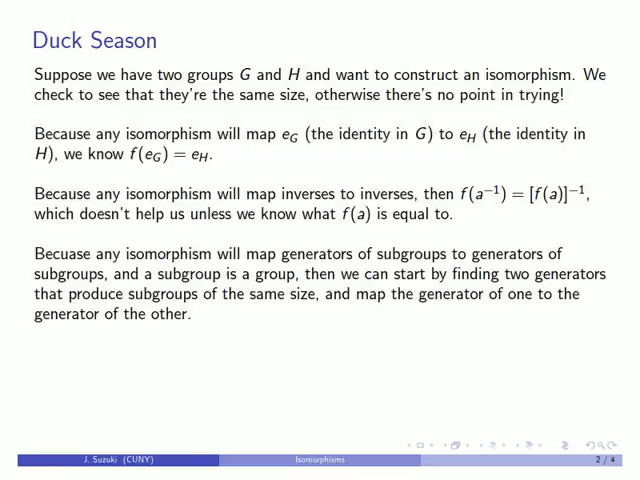 Duck Season
Suppose we have two groups G and H and want to construct an isomorphism. We
check to see that they're the same size, otherwise there's no point in trying!
Because any isomorphism will map e_G (the identity in G) to e_H (the identity in
H), we know f(e_G) = e_H.
Because any isomorphism will map inverses to inverses, then f(a⁻¹) = [f(a)]⁻¹,
which doesn't help us unless we know what f(a) is equal to.
Becuase any isomorphism will map generators of subgroups to generators of
subgroups, and a subgroup is a group, then we can start by finding two generators
that produce subgroups of the same size, and map the generator of one to the
generator of the other.
J. Suzuki (CUNY) Isomorphisms 2 / 4